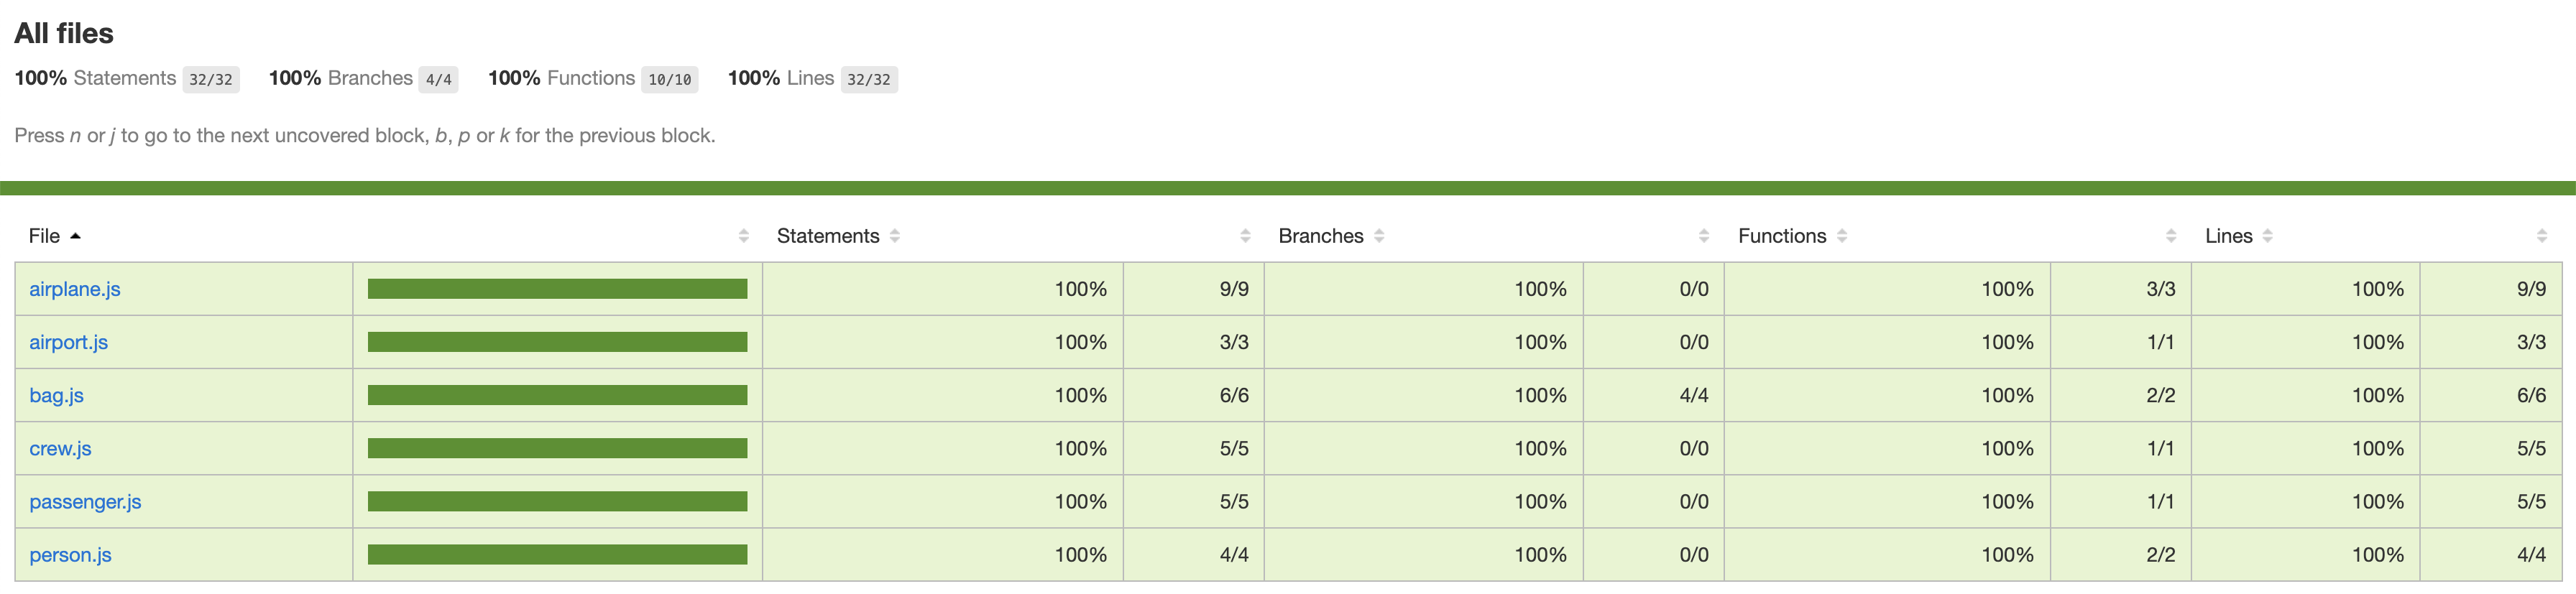 All files
100% Statements 32/32 100% Branches 4/4 100% Functions 10/10 100% Lines 32/32
Press n or j to go to the next uncovered block, b, p or k for the previous block.
File Statements Branches Functions Lines
airplane.js 100% 9/9 100% 0/0 100% 3/3 100% 9/9
airport.js 100% 3/3 100% 0/0 100% 1/1 100% 3/3
bag.js 100% 6/6 100% 4/4 100% 2/2 100% 6/6
crew.js 100% 5/5 100% 0/0 100% 1/1 100% 5/5
passenger.js 100% 5/5 100% 0/0 100% 1/1 100% 5/5
person.js 100% 4/4 100% 0/0 100% 2/2 100% 4/4